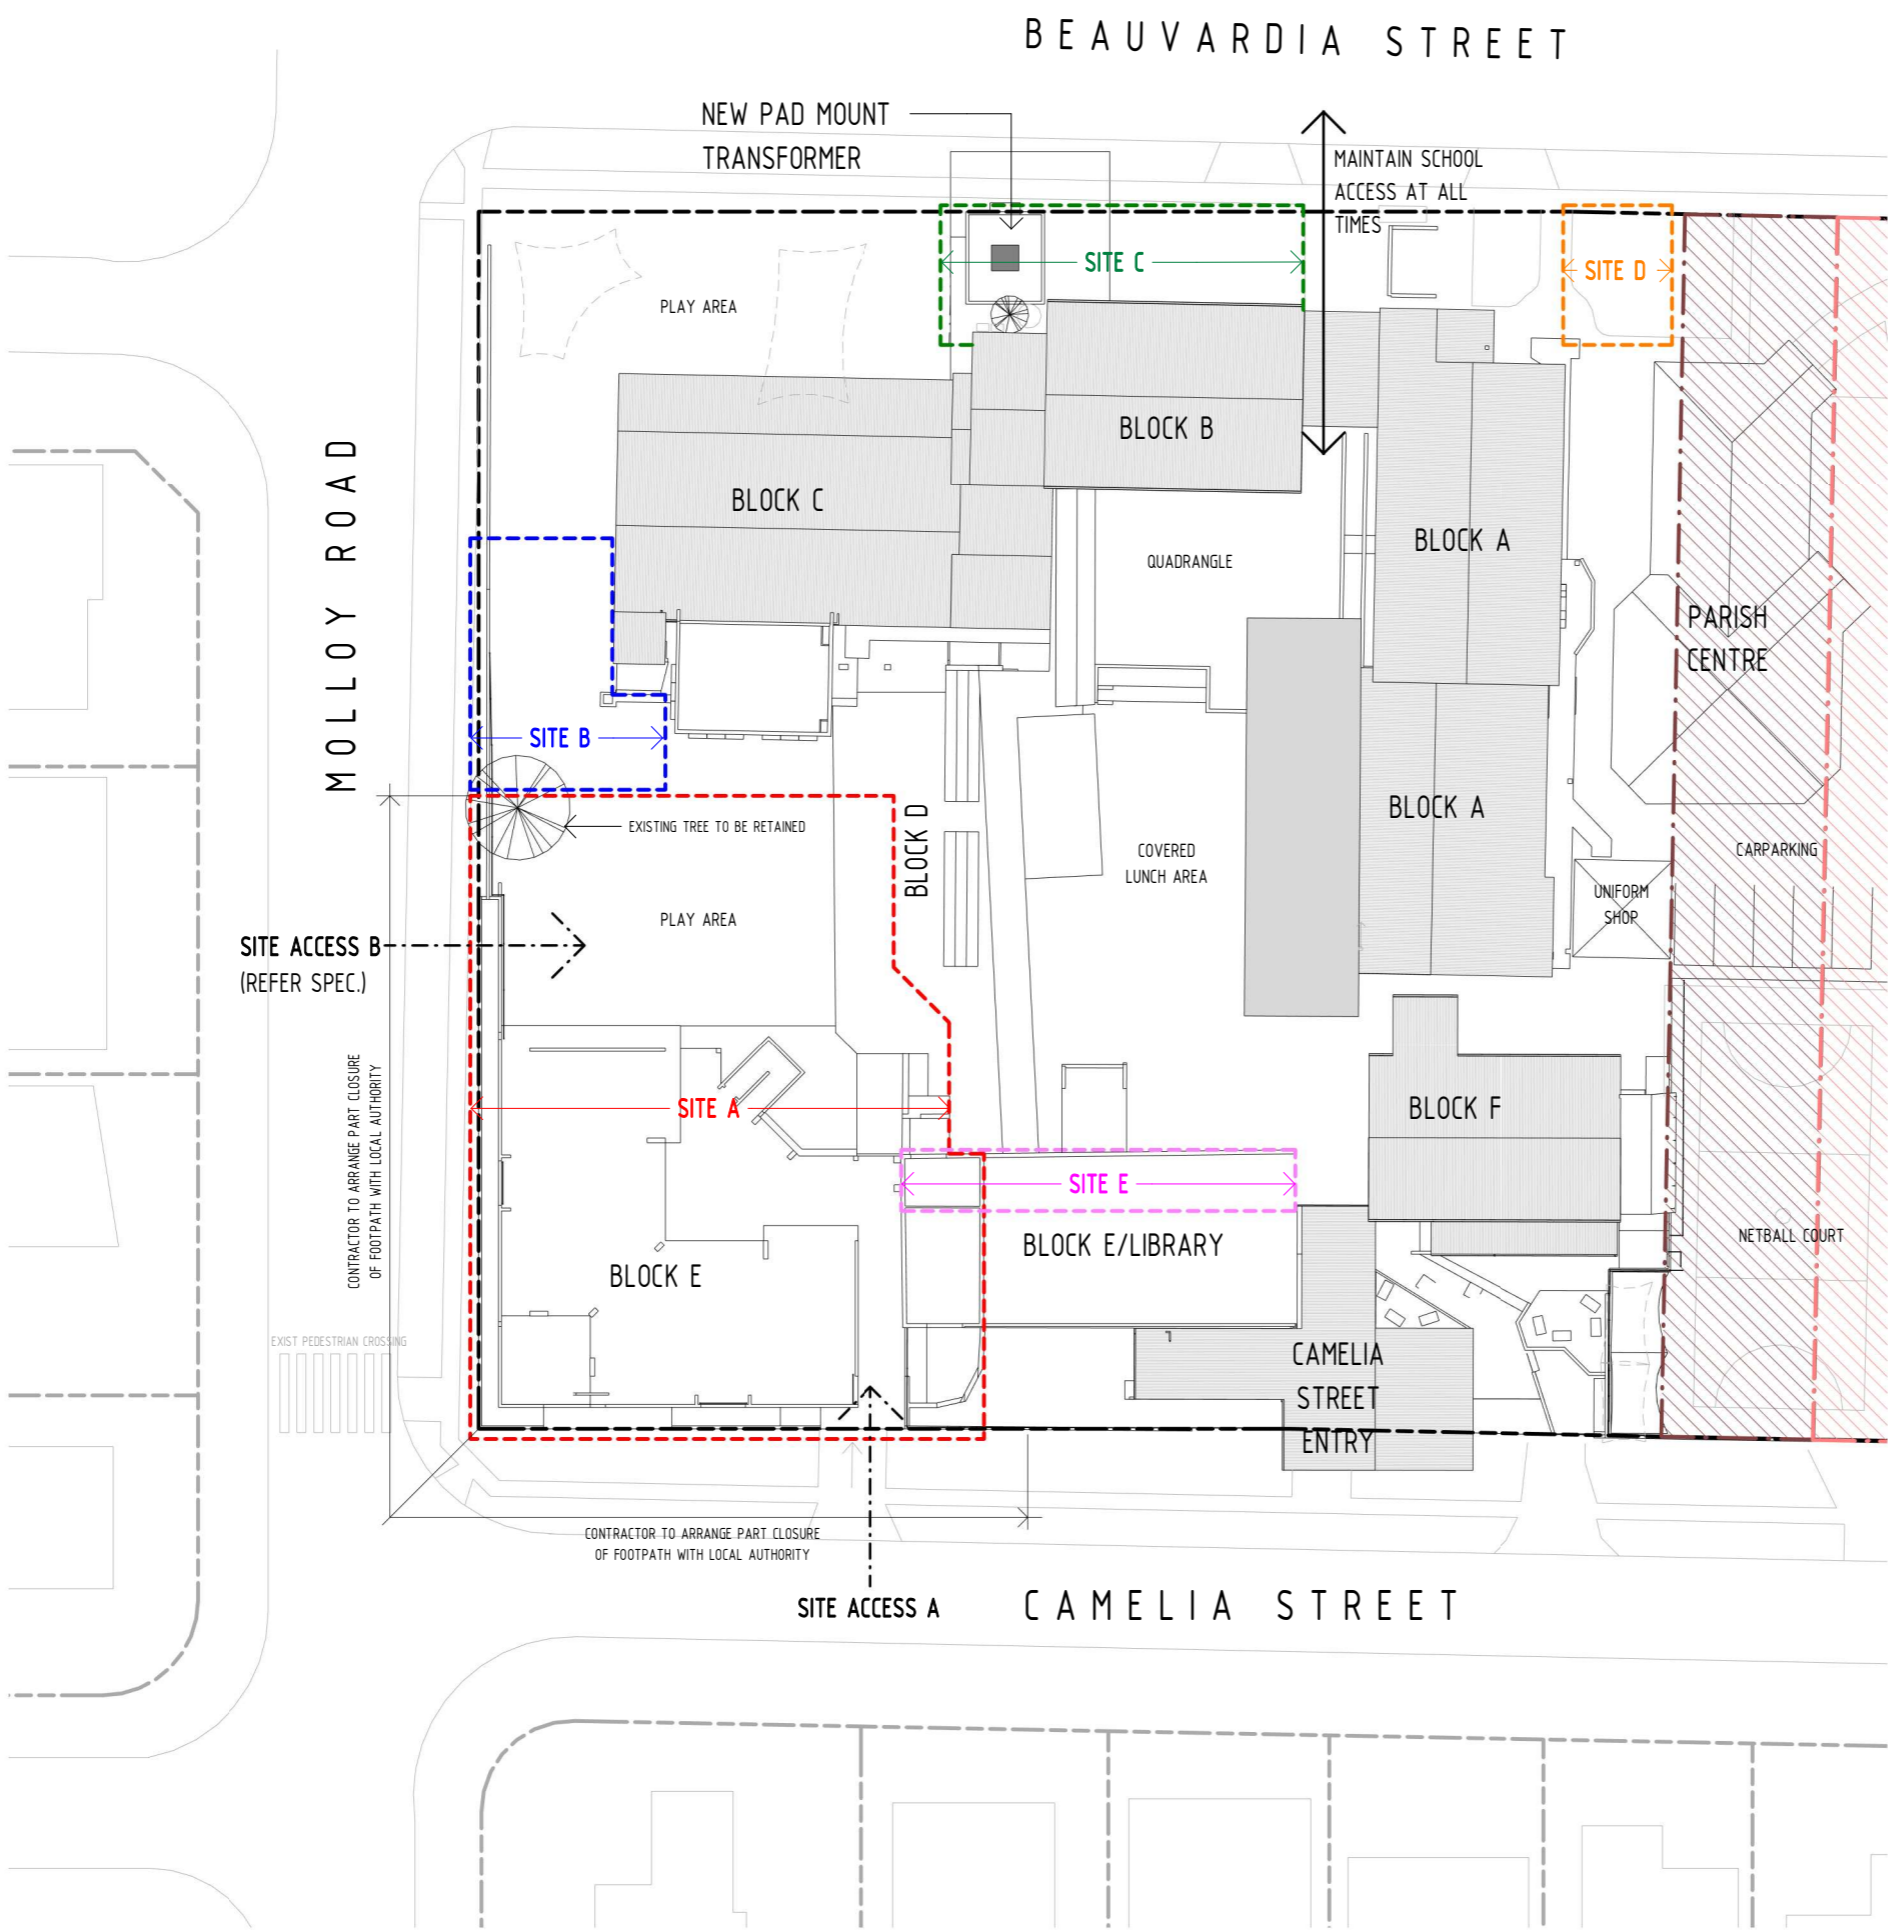 BEAUVARDIA STREET
NEW PAD MOUNT
TRANSFORMER
MAINTAIN SCHOOL
ACCESS AT ALL
TIMES
SITE C
SITE D
PLAY AREA
BLOCK B
BLOCK C
BLOCK A
QUADRANGLE
MOLLOY ROAD
PARISH
CENTRE
SITE B
BLOCK A
EXISTING TREE TO BE RETAINED
BLOCK D
COVERED
LUNCH AREA
CARPARKING
UNIFORM
SHOP
PLAY AREA
SITE ACCESS B
(REFER SPEC.)
CONTRACTOR TO ARRANGE PART CLOSURE
OF FOOTPATH WITH LOCAL AUTHORITY
SITE A
BLOCK F
SITE E
BLOCK E/LIBRARY
NETBALL COURT
BLOCK E
EXIST PEDESTRIAN CROSSING
CAMELIA
STREET
ENTRY
CONTRACTOR TO ARRANGE PART CLOSURE
OF FOOTPATH WITH LOCAL AUTHORITY
SITE ACCESS A
CAMELIA STREET